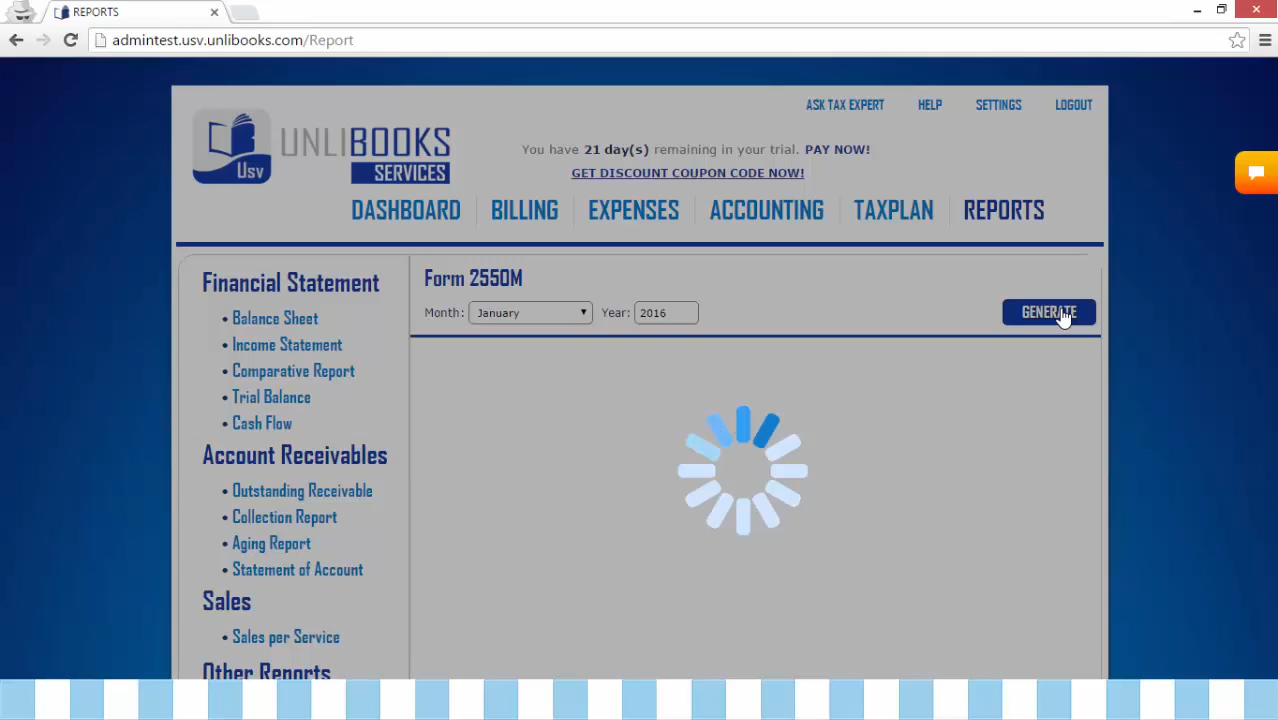 REPORTS
admintest.usv.unlibooks.com/Report
ASK TAX EXPERT HELP SETTINGS LOGOUT
Usv
UNLIBOOKS
SERVICES
You have 21 day(s) remaining in your trial. PAY NOW!
GET DISCOUNT COUPON CODE NOW!
DASHBOARD BILLING EXPENSES ACCOUNTING TAXPLAN REPORTS
Financial Statement
• Balance Sheet
• Income Statement
• Comparative Report
• Trial Balance
• Cash Flow
Account Receivables
• Outstanding Receivable
• Collection Report
• Aging Report
• Statement of Account
Sales
• Sales per Service
Other Reports
Form 2550M
Month: January Year: 2016
GENERATE